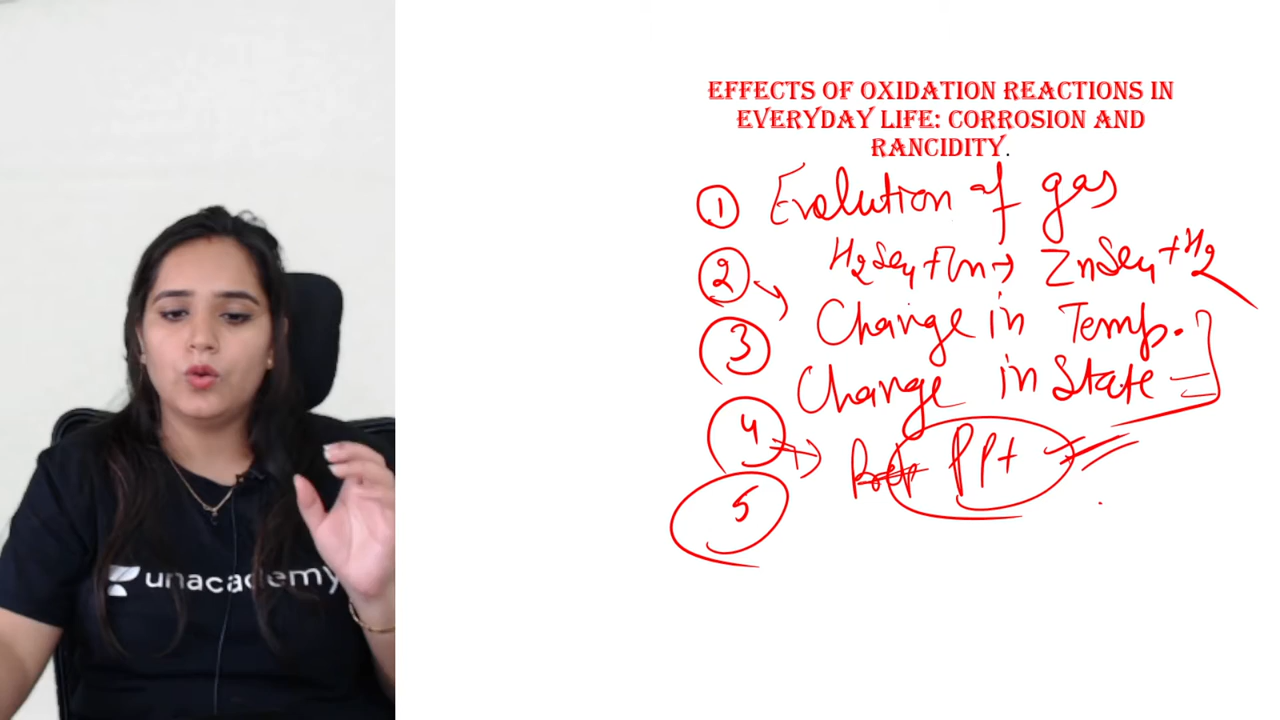 EFFECTS OF OXIDATION REACTIONS IN
EVERYDAY LIFE: CORROSION AND
RANCIDITY.
1 Evolution of gas
2 H2So4 + Zn → ZnSo4 + H2
3 Change in Temp.
Change in State
4 → PPt
5
unacademy